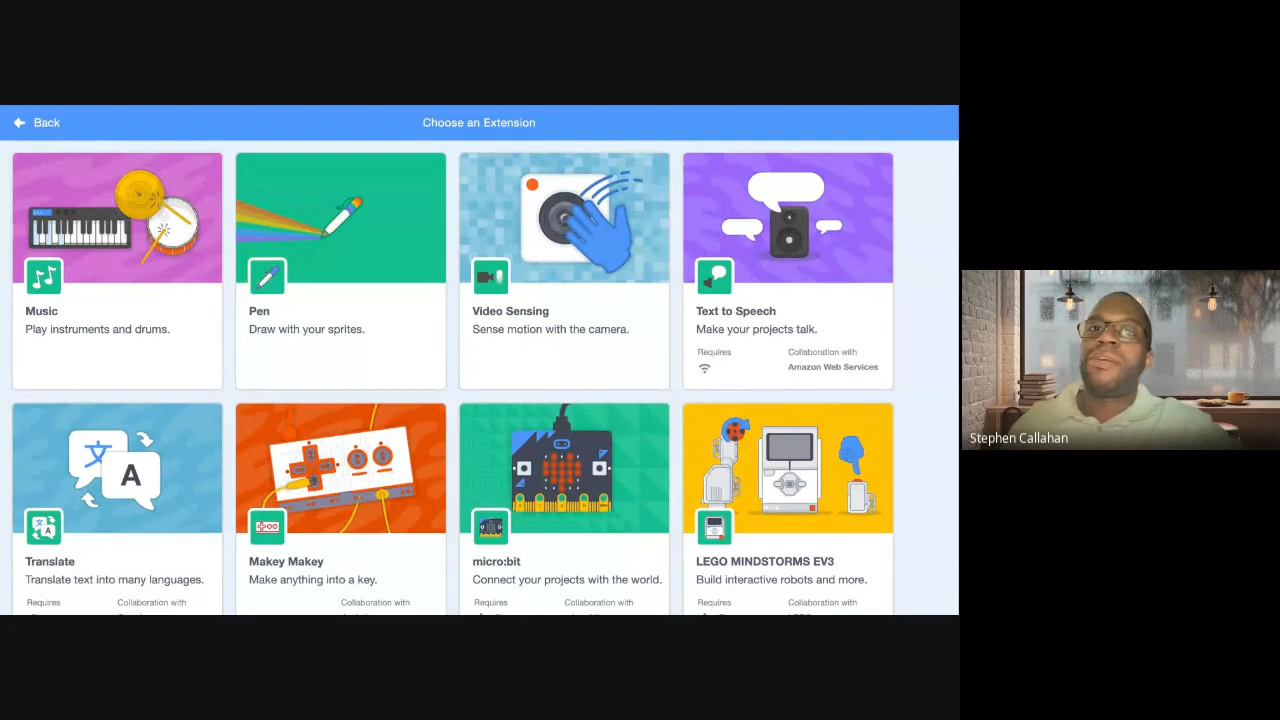 Back
Choose an Extension
Music
Play instruments and drums.
Pen
Draw with your sprites.
Video Sensing
Sense motion with the camera.
Text to Speech
Make your projects talk.
Requires
Collaboration with
Amazon Web Services
文
A
Translate
Translate text into many languages.
Requires
Collaboration with
Makey Makey
Make anything into a key.
Collaboration with
micro:bit
Connect your projects with the world.
Requires
Collaboration with
LEGO MINDSTORMS EV3
Build interactive robots and more.
Requires
Collaboration with
Stephen Callahan